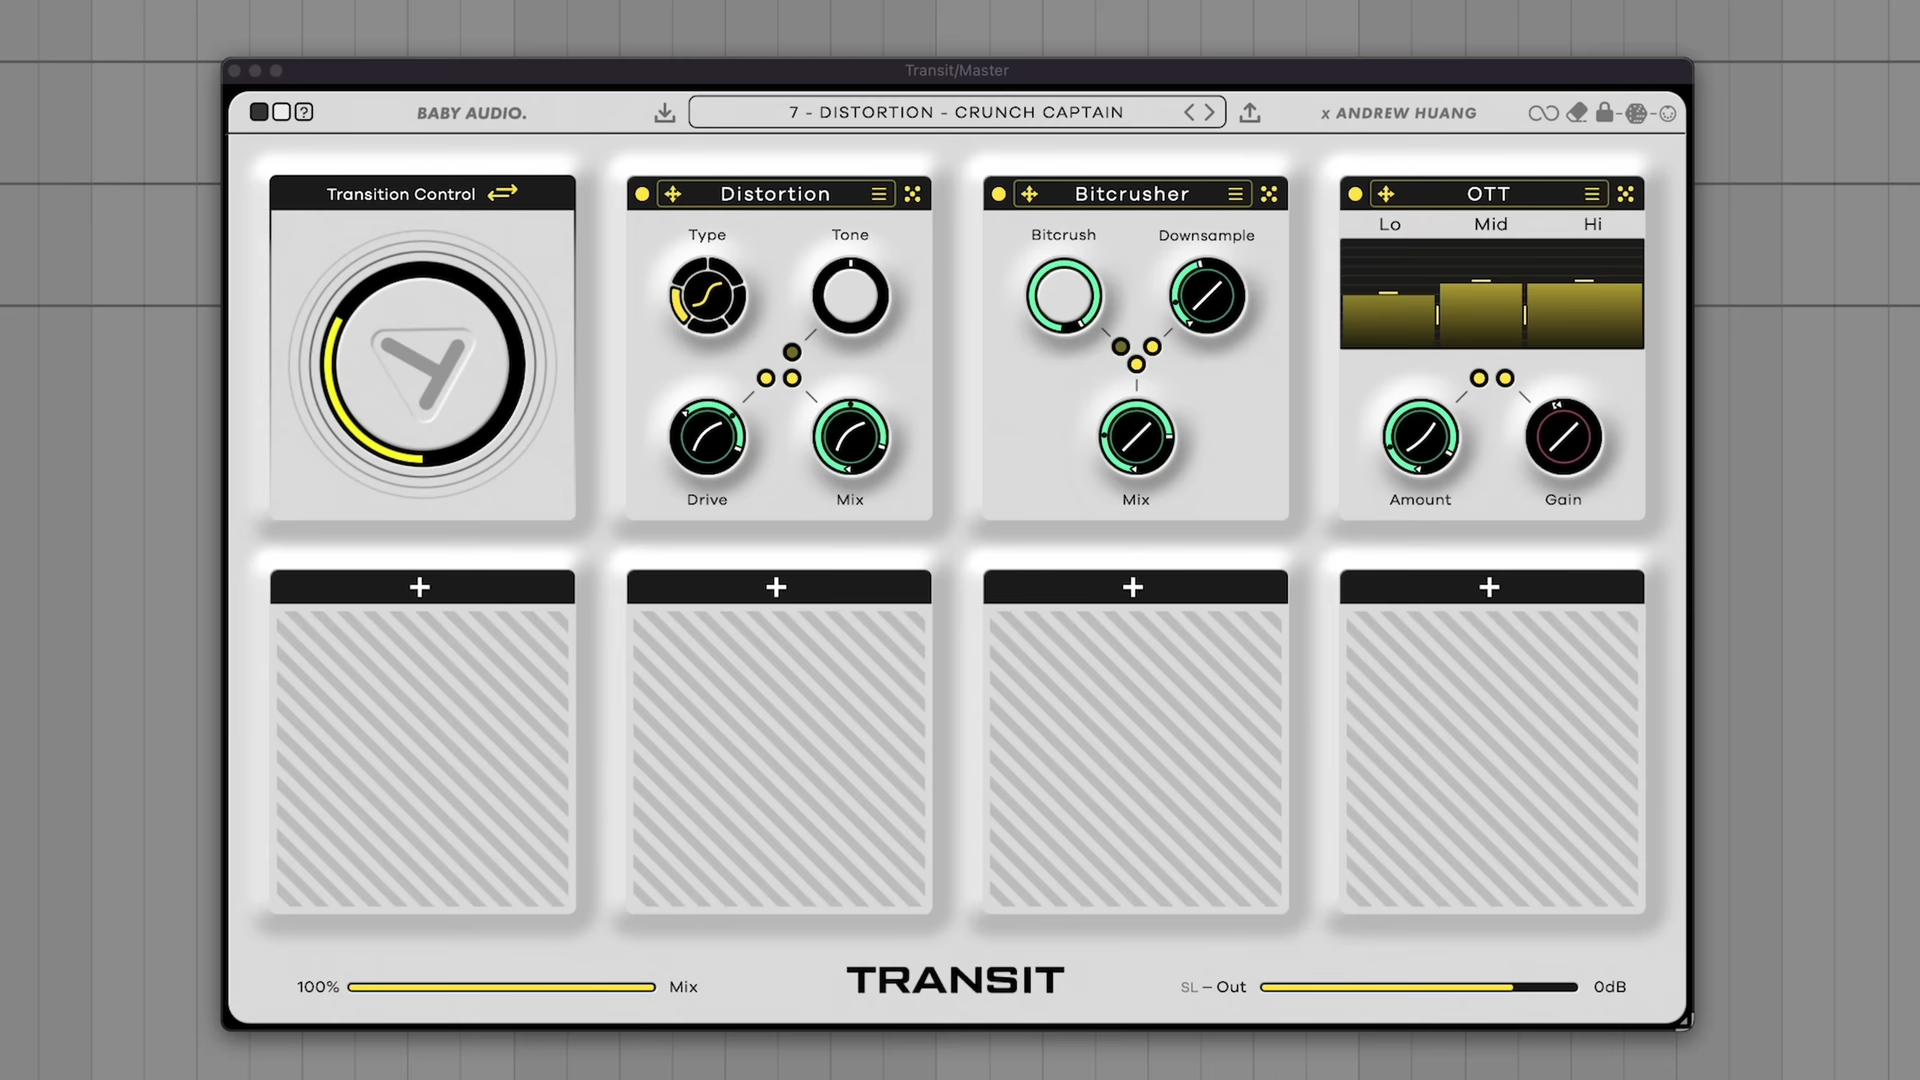 Transit/Master
?
BABY AUDIO.
7 - DISTORTION - CRUNCH CAPTAIN
x ANDREW HUANG
Transition Control
Distortion
Type
Tone
Drive
Mix
Bitcrusher
Bitcrush
Downsample
Mix
OTT
Lo
Mid
Hi
Amount
Gain
+
+
+
+
100%
Mix
TRANSIT
SL – Out
0dB